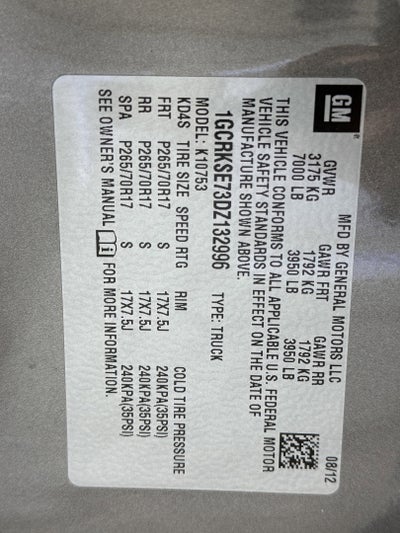 GM
MFD BY GENERAL MOTORS LLC 08/12
GVWR GAWR FRT GAWR RR
3175 KG 1792 KG 1792 KG
7000 LB 3950 LB 3950 LB
THIS VEHICLE CONFORMS TO ALL APPLICABLE U.S. FEDERAL MOTOR
VEHICLE SAFETY STANDARDS IN EFFECT ON THE DATE OF
MANUFACTURE SHOWN ABOVE.
1GCRKSE73DZ132996 TYPE: TRUCK
MODEL: K10753
KD4S TIRE SIZE SPEED RTG RIM COLD TIRE PRESSURE
FRT P265/70R17 S 17X7.5J 240KPA(35PSI)
RR P265/70R17 S 17X7.5J 240KPA(35PSI)
SPA P265/70R17 S 17X7.5J 240KPA(35PSI)
SEE OWNER'S MANUAL FOR MORE INFORMATION.